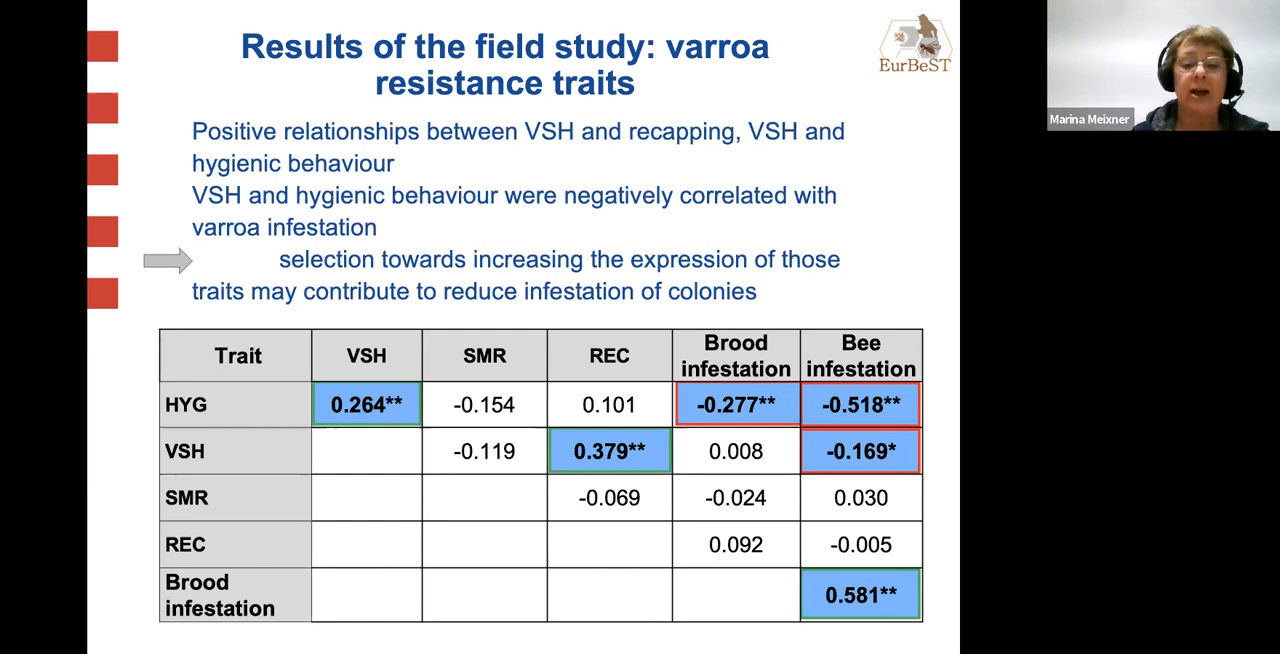 Results of the field study: varroa
resistance traits
EurBeST
Marina Meixner
Positive relationships between VSH and recapping, VSH and
hygienic behaviour
VSH and hygienic behaviour were negatively correlated with
varroa infestation
selection towards increasing the expression of those
traits may contribute to reduce infestation of colonies
Trait VSH SMR REC Brood infestation Bee infestation
HYG 0.264** -0.154 0.101 -0.277** -0.518**
VSH -0.119 0.379** 0.008 -0.169*
SMR -0.069 -0.024 0.030
REC 0.092 -0.005
Brood infestation 0.581**